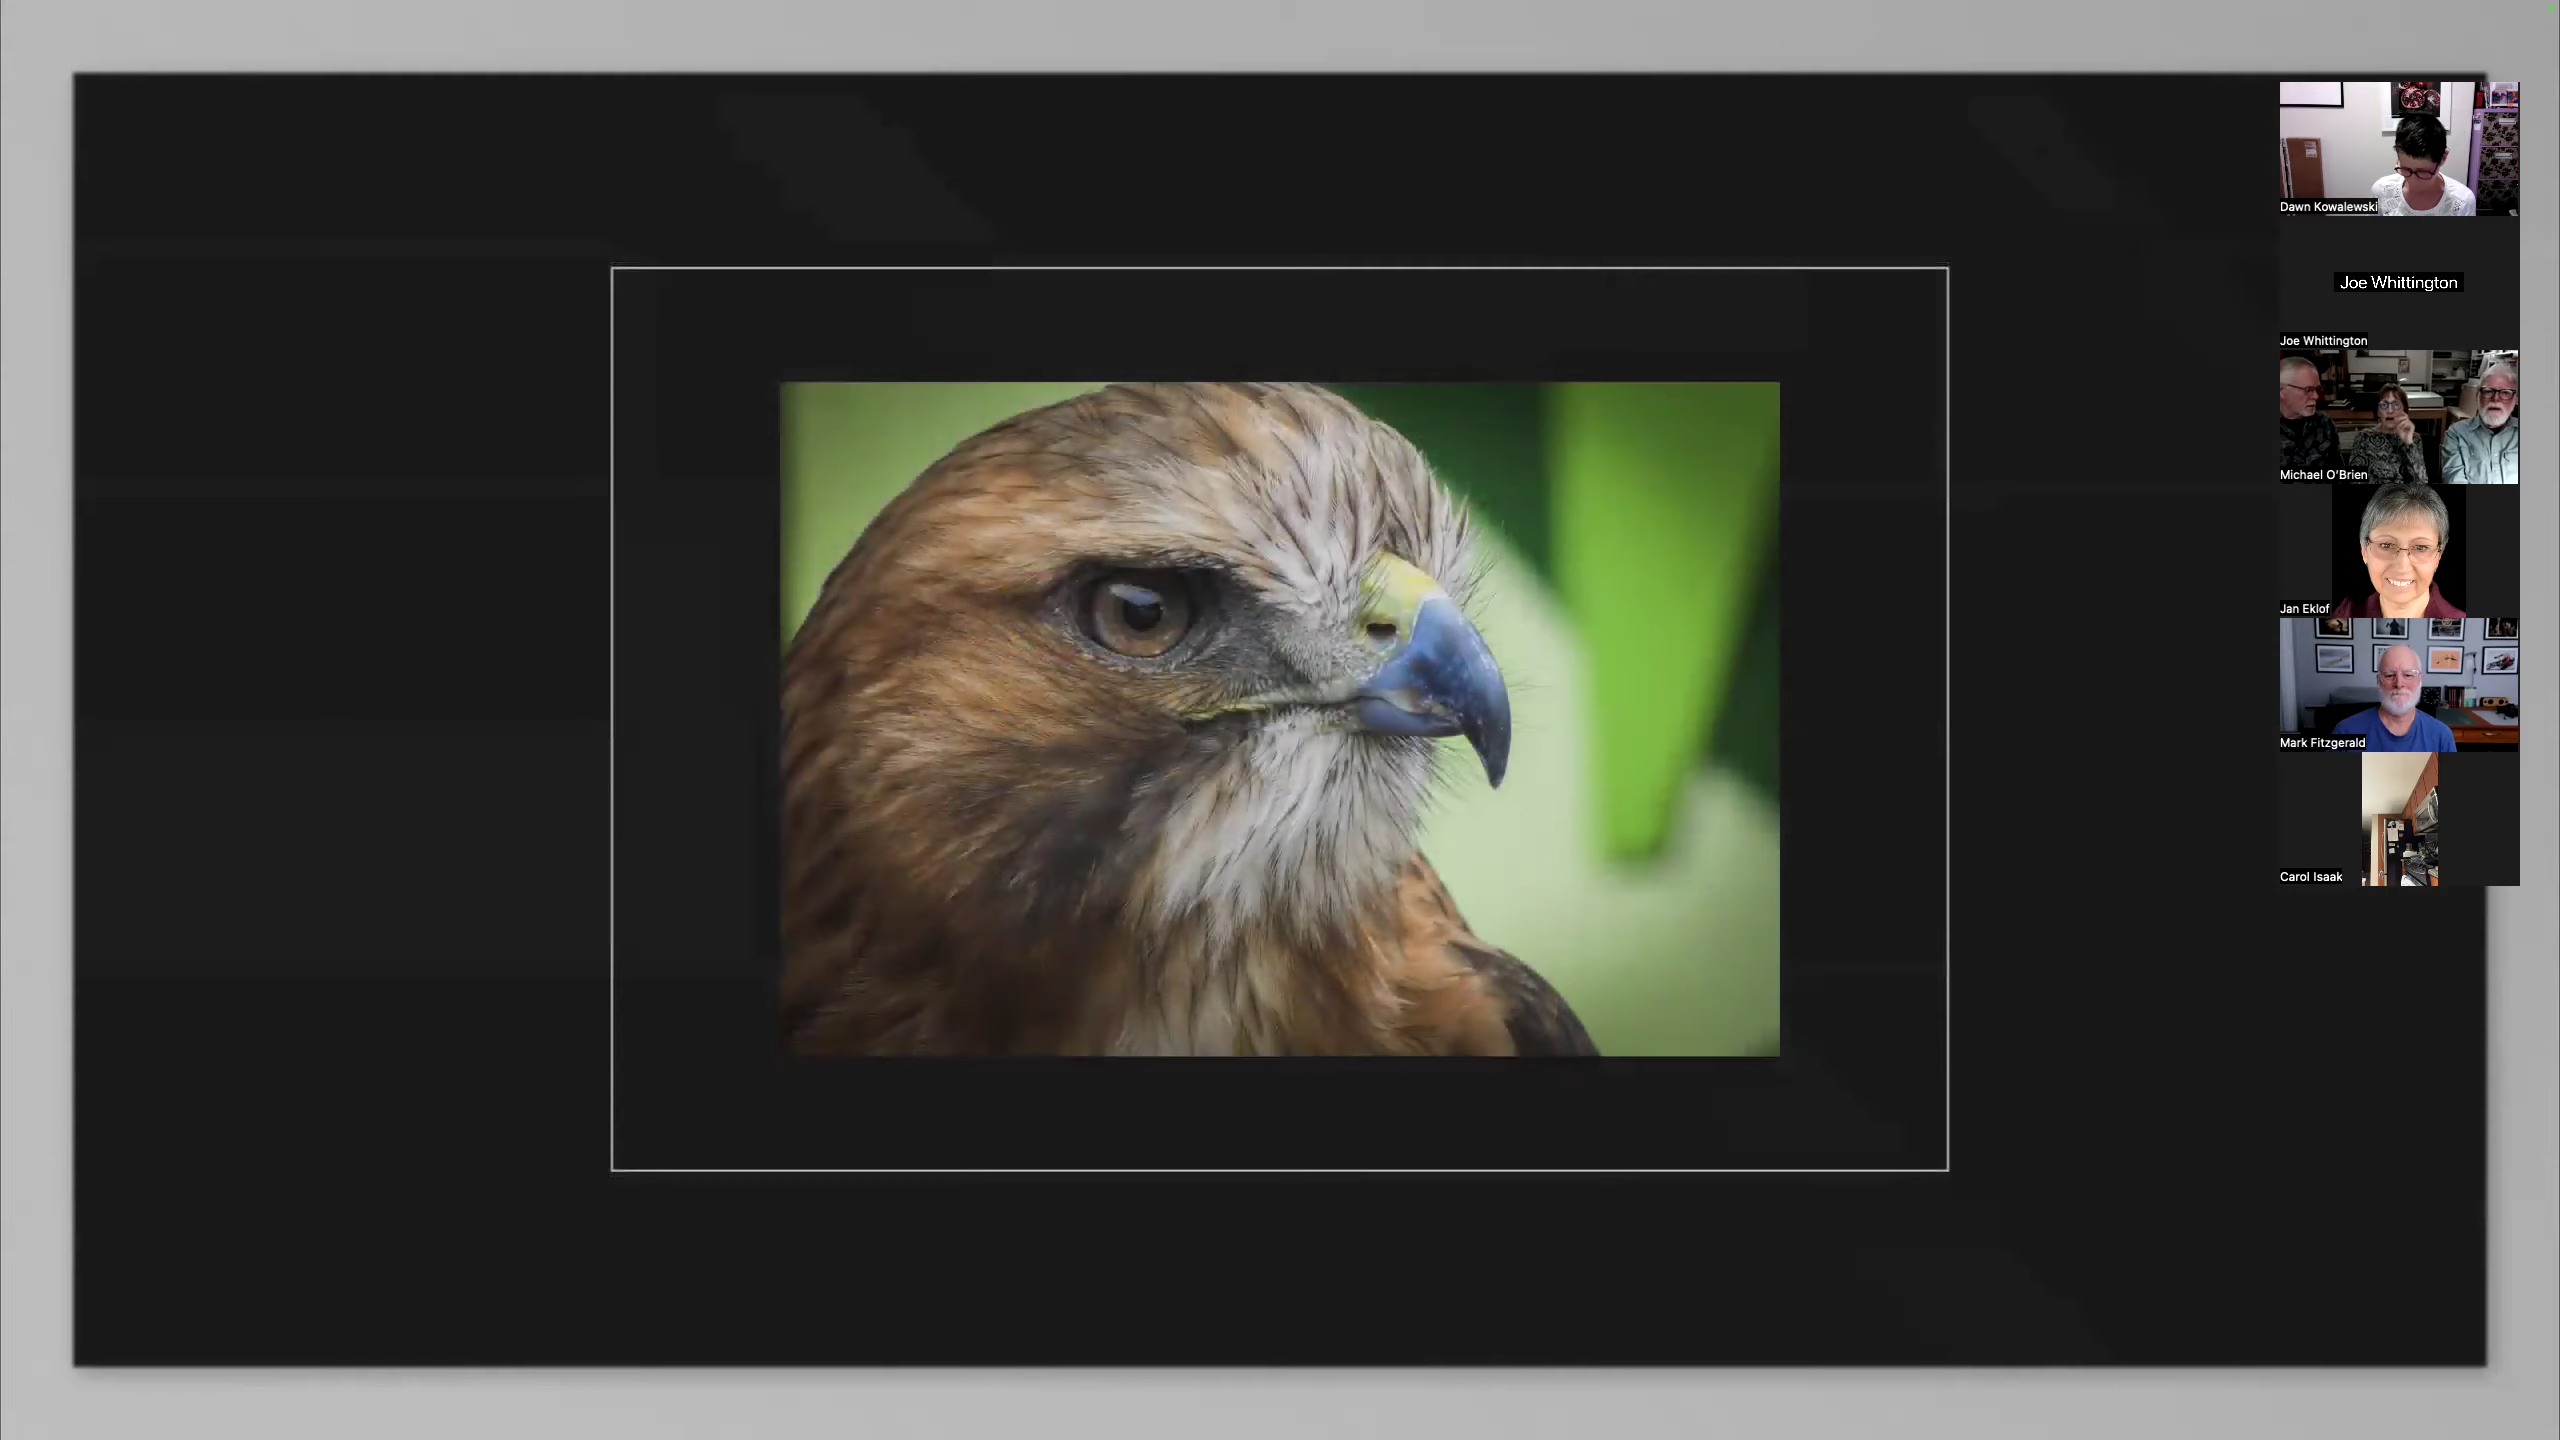 Dawn Kowalewski
Joe Whittington
Joe Whittington
Michael O'Brien
Jan Eklof
Mark Fitzgerald
Carol Isaak